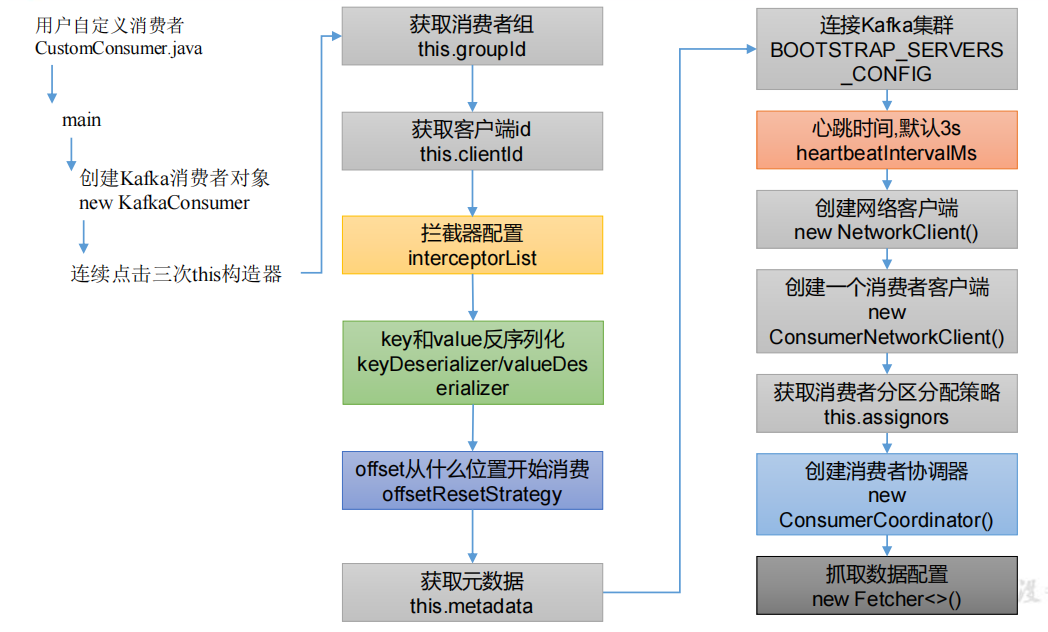 用户自定义消费者
CustomConsumer.java
main
创建Kafka消费者对象
new KafkaConsumer
连续点击三次this构造器
获取消费者组
this.groupId
获取客户端id
this.clientId
拦截器配置
interceptorList
key和value反序列化
keyDeserializer/valueDes
erializer
offset从什么位置开始消费
offsetResetStrategy
获取元数据
this.metadata
连接Kafka集群
BOOTSTRAP_SERVERS
_CONFIG
心跳时间,默认3s
heartbeatIntervalMs
创建网络客户端
new NetworkClient()
创建一个消费者客户端
new
ConsumerNetworkClient()
获取消费者分区分配策略
this.assignors
创建消费者协调器
new
ConsumerCoordinator()
抓取数据配置
new Fetcher<>()